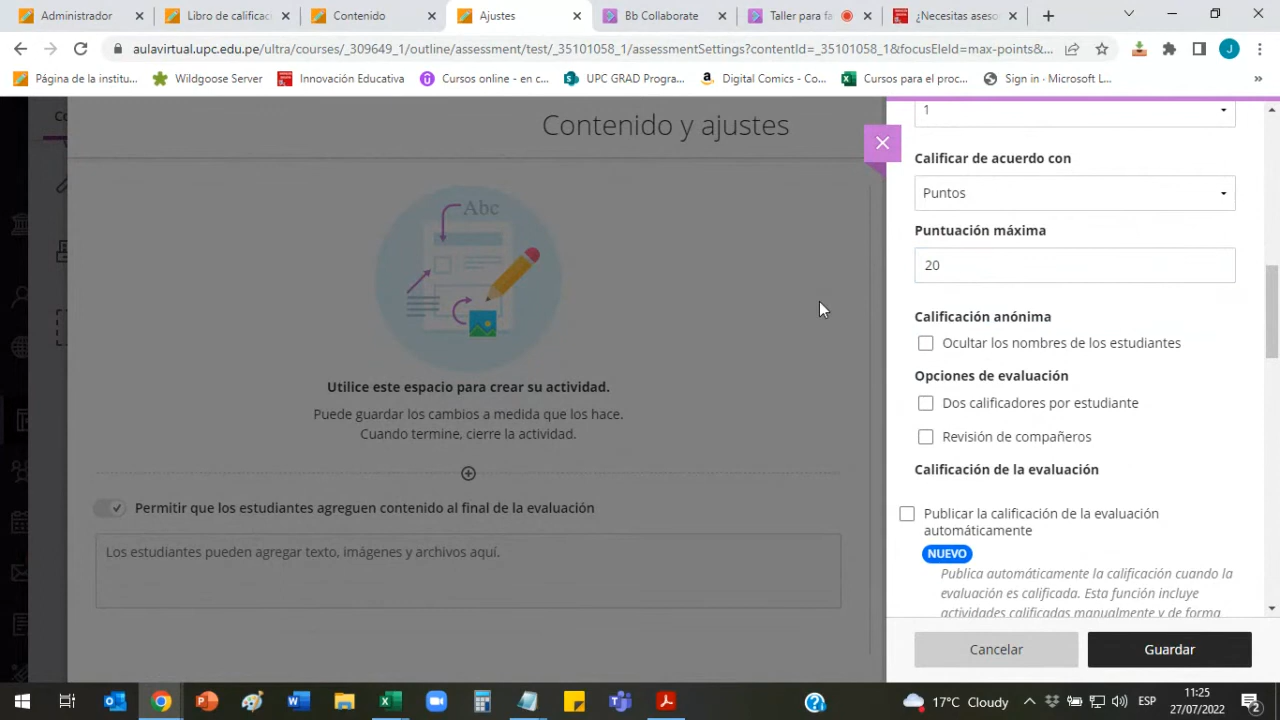 Administrador
Libro de calificac
Contenido
Ajustes
Bb Collaborate
Taller para fa
¿Necesitas aseso
aulavirtual.upc.edu.pe/ultra/courses/_309649_1/outline/assessment/test/_35101058_1/assessmentSettings?contentId=_35101058_1&focusEleId=max-points&...
J
Página de la institu...
Wildgoose Server
Innovación Educativa
Cursos online - en c...
UPC GRAD Progra...
Digital Comics - Co...
Cursos para el proc...
Sign in - Microsoft L...
»
Co
Contenido y ajustes
Abc
Utilice este espacio para crear su actividad.
Puede guardar los cambios a medida que los hace.
Cuando termine, cierre la actividad.
Permitir que los estudiantes agreguen contenido al final de la evaluación
Los estudiantes pueden agregar texto, imágenes y archivos aquí.
1
Calificar de acuerdo con
Puntos
Puntuación máxima
20
Calificación anónima
Ocultar los nombres de los estudiantes
Opciones de evaluación
Dos calificadores por estudiante
Revisión de compañeros
Calificación de la evaluación
Publicar la calificación de la evaluación
automáticamente
NUEVO
Publica automáticamente la calificación cuando la
evaluación es calificada. Esta función incluye
actividades calificadas manualmente y de forma
Cancelar
Guardar
17°C Cloudy
ESP
11:25
27/07/2022
2